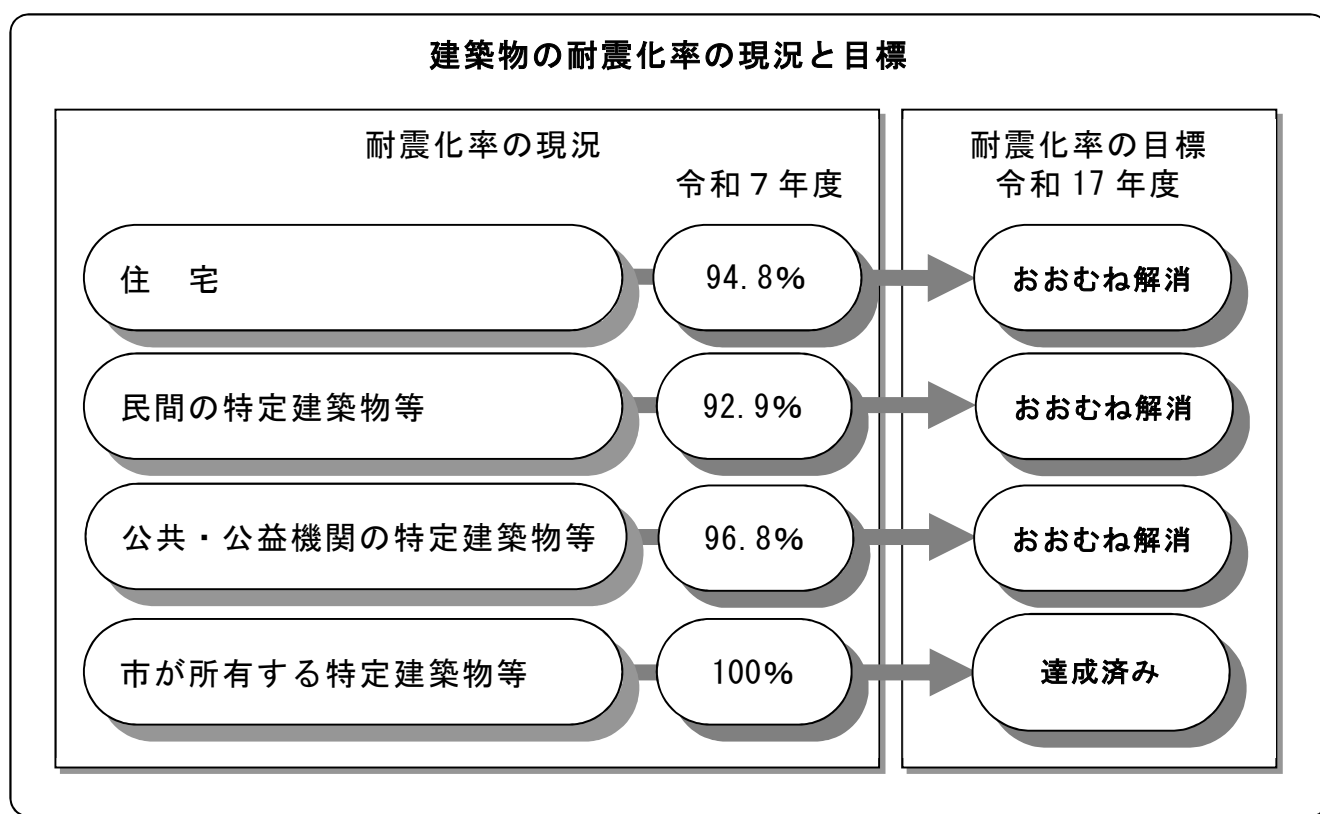 建築物の耐震化率の現況と目標
耐震化率の現況
令和７年度
耐震化率の目標
令和 17 年度
住　宅
94.8%
おおむね解消
民間の特定建築物等
92.9%
おおむね解消
公共・公益機関の特定建築物等
96.8%
おおむね解消
市が所有する特定建築物等
100%
達成済み